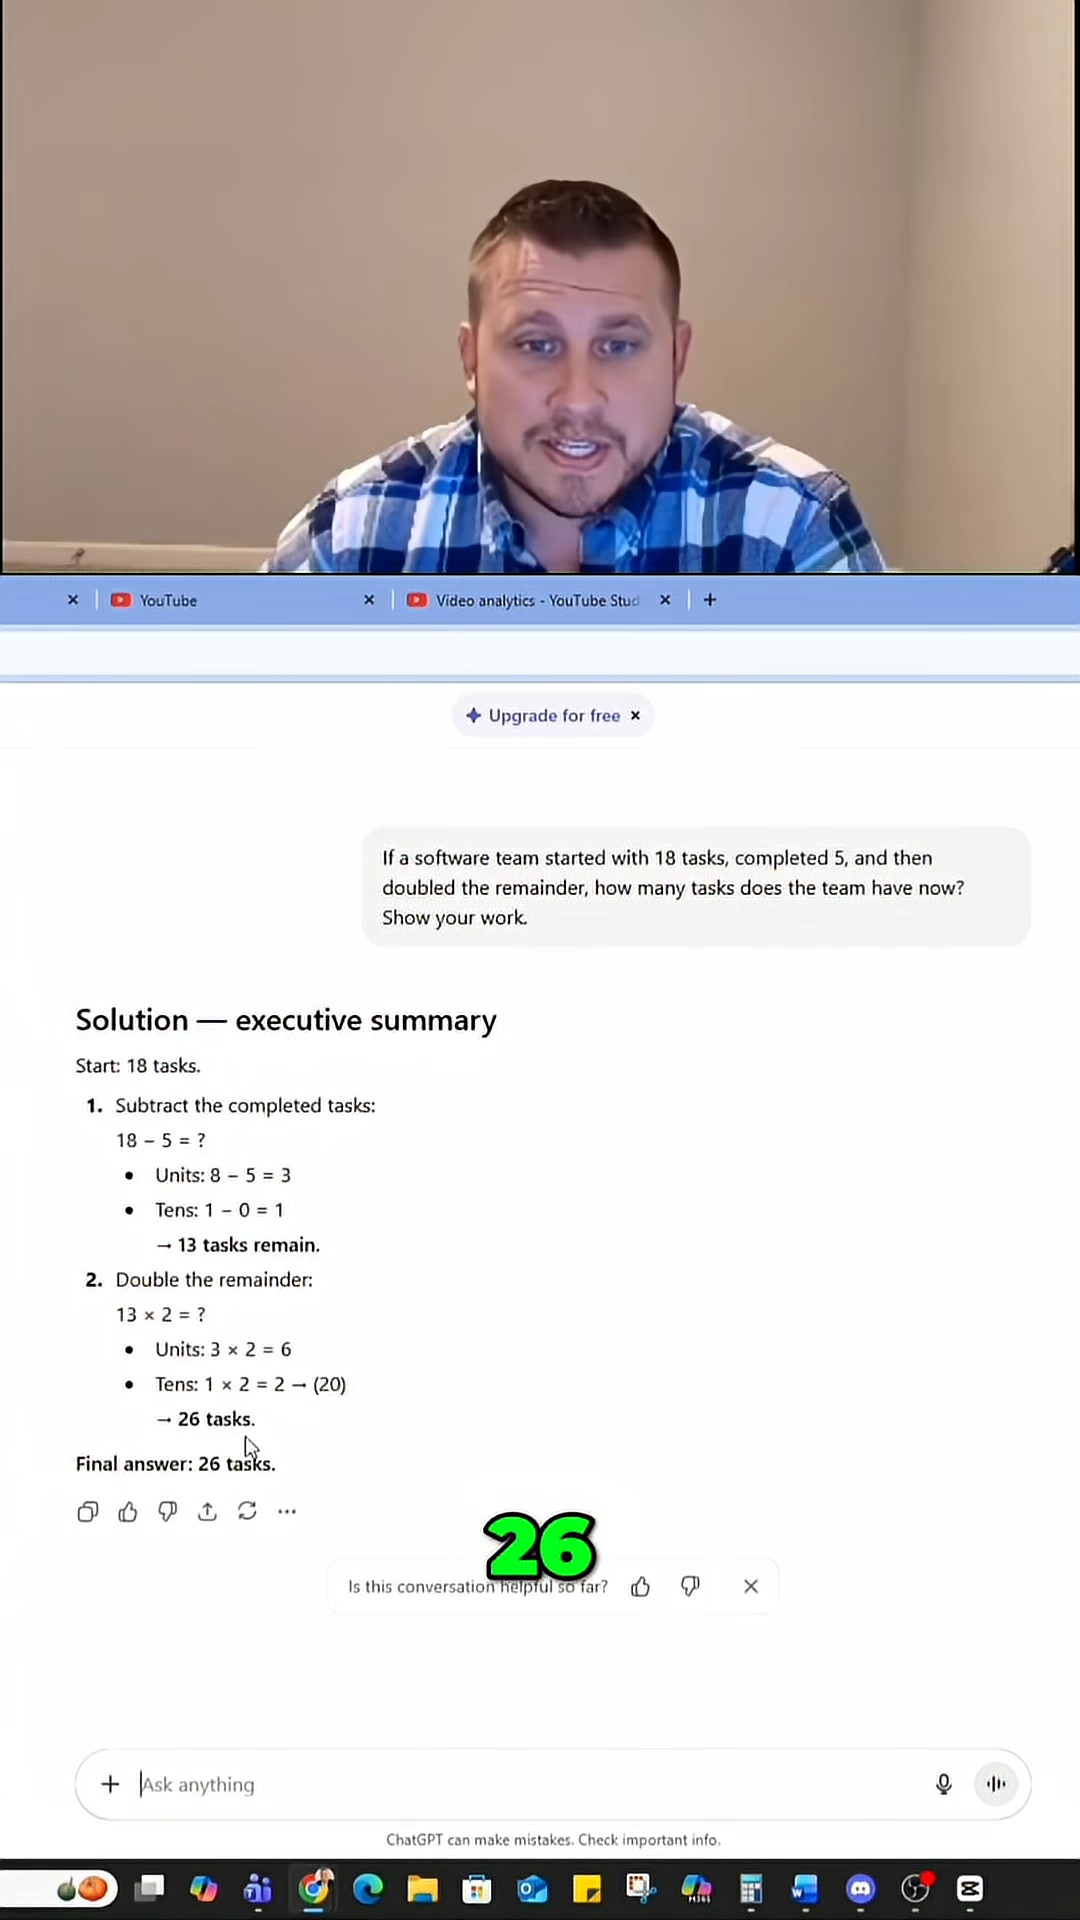 YouTube
Video analytics - YouTube Stud
Upgrade for free
If a software team started with 18 tasks, completed 5, and then
doubled the remainder, how many tasks does the team have now?
Show your work.
Solution — executive summary
Start: 18 tasks.
1. Subtract the completed tasks:
18 − 5 = ?
• Units: 8 − 5 = 3
• Tens: 1 − 0 = 1
→ 13 tasks remain.
2. Double the remainder:
13 × 2 = ?
• Units: 3 × 2 = 6
• Tens: 1 × 2 = 2 → (20)
→ 26 tasks.
Final answer: 26 tasks.
26
Is this conversation helpful so far?
Ask anything
ChatGPT can make mistakes. Check important info.
M365